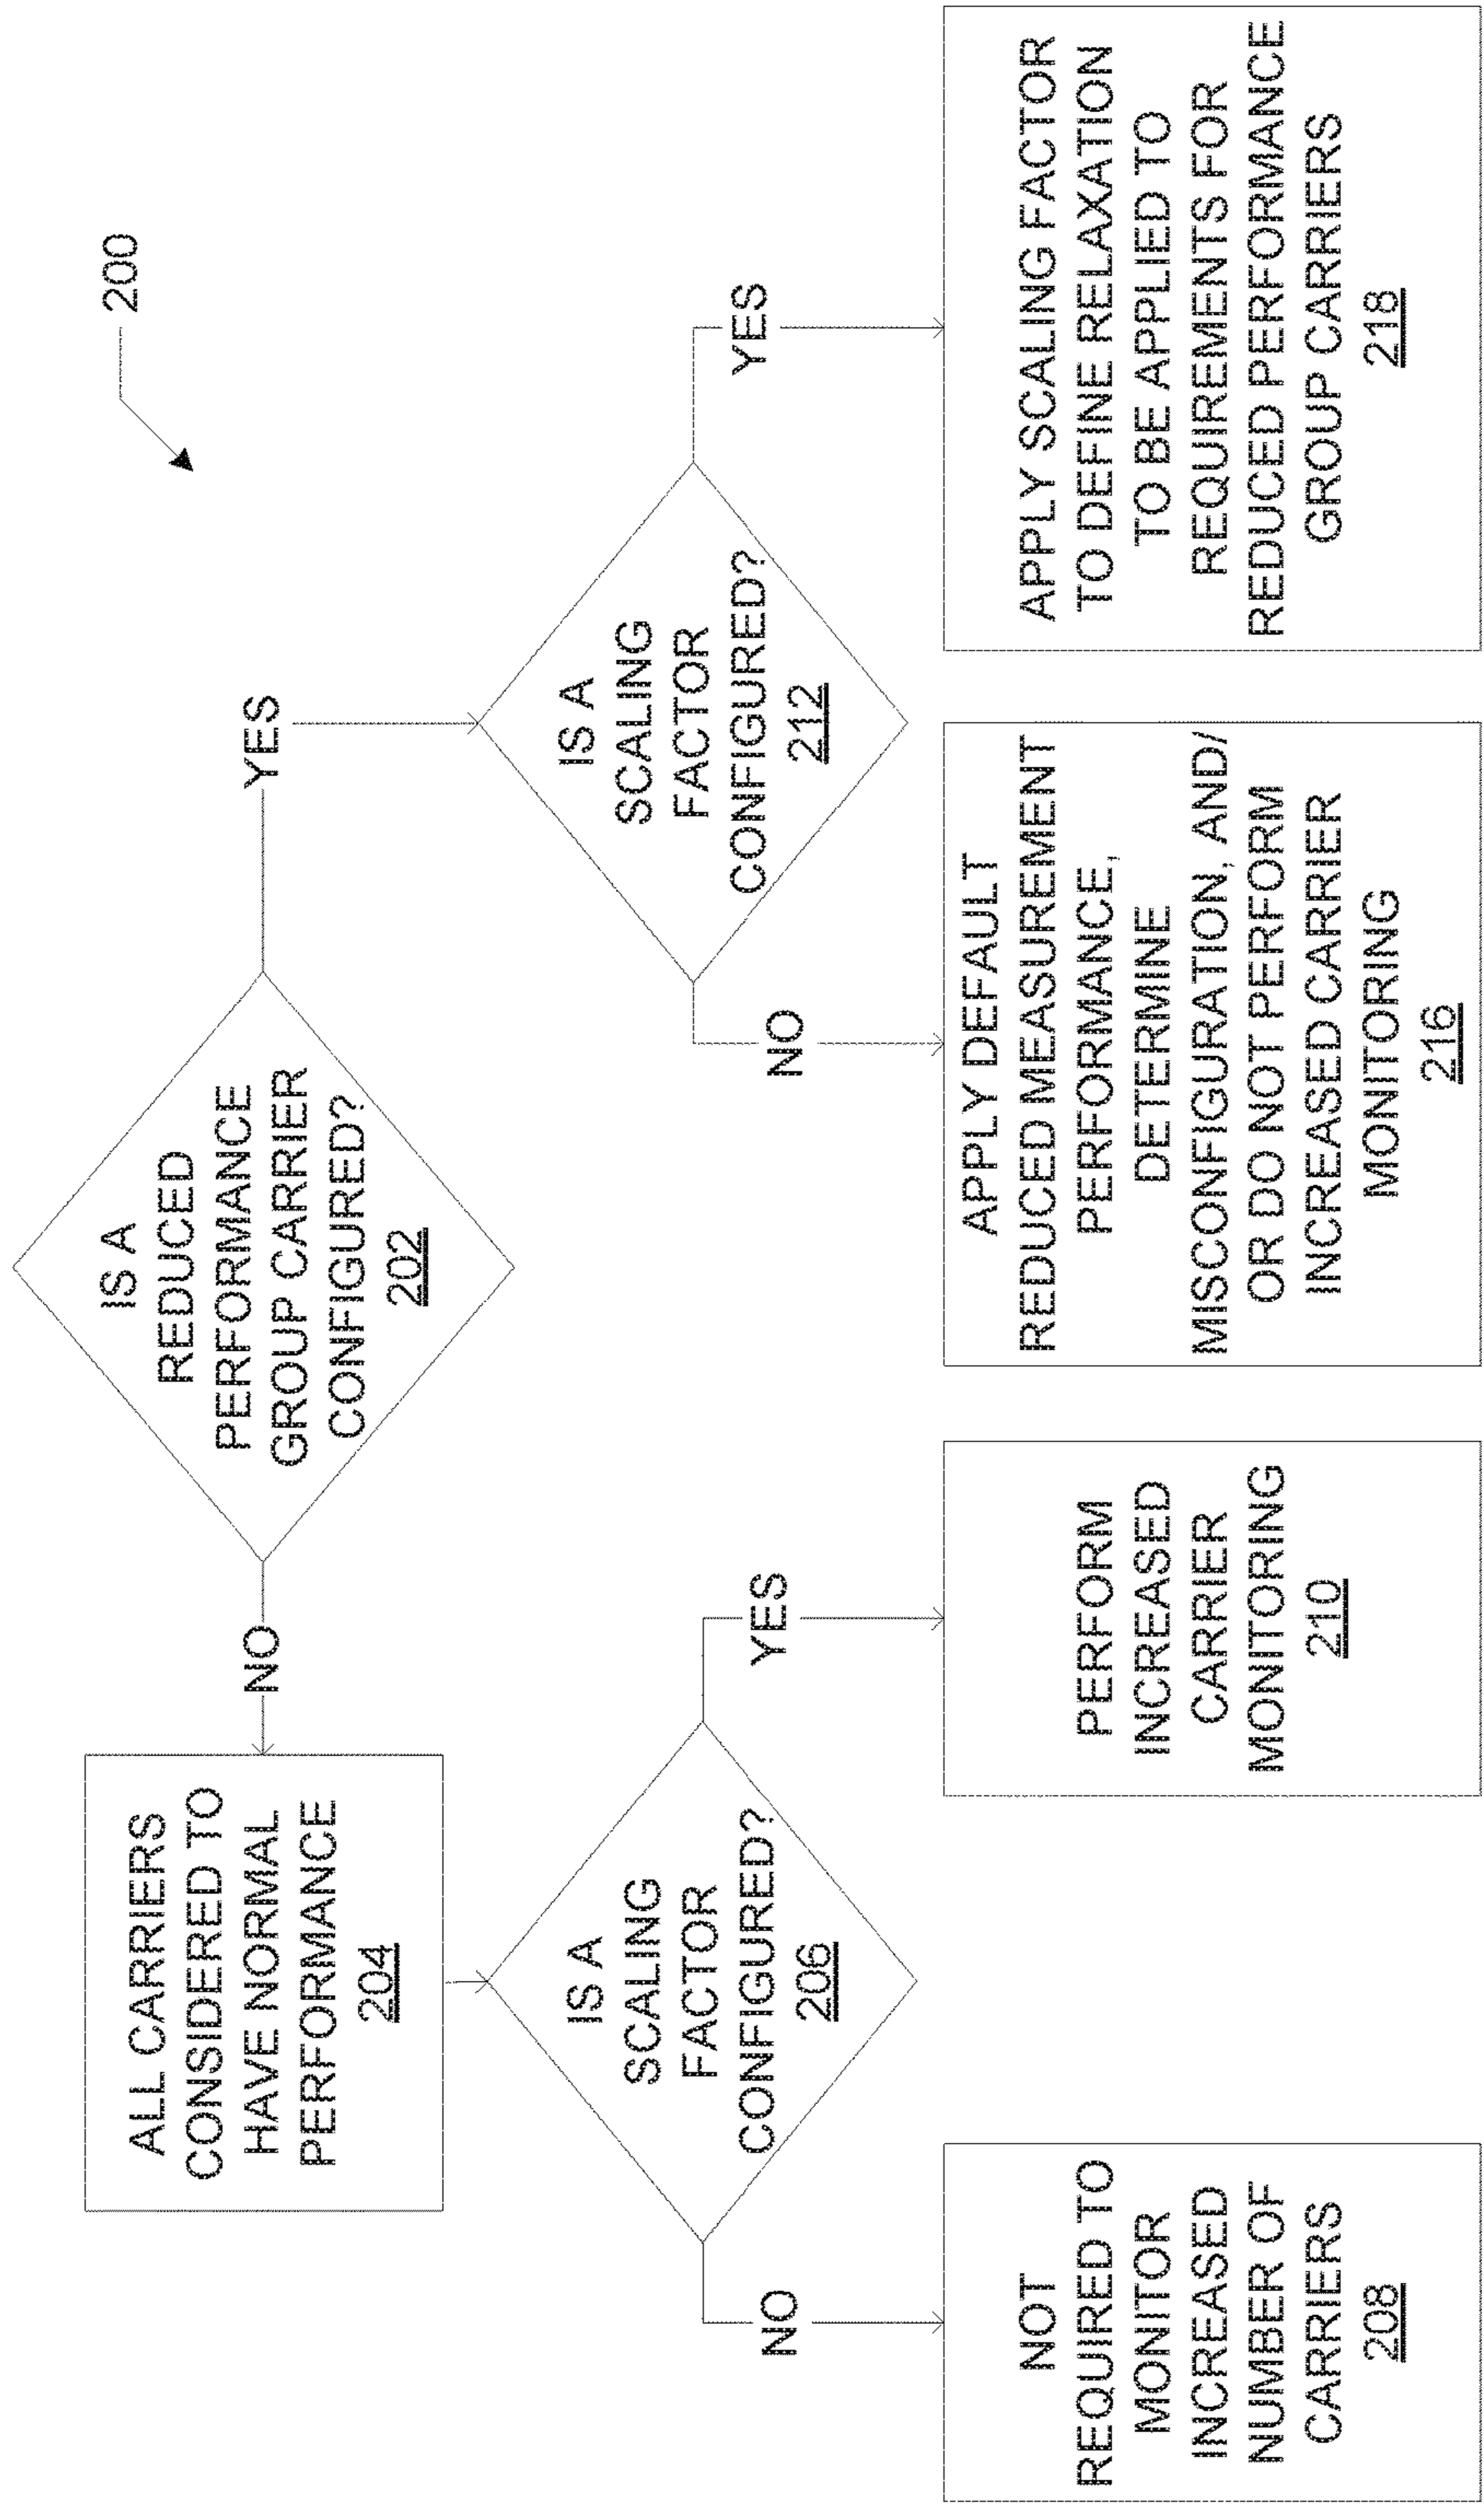 200
IS A
REDUCED
PERFORMANCE
GROUP CARRIER
CONFIGURED?
202
NO
YES
ALL CARRIERS
CONSIDERED TO
HAVE NORMAL
PERFORMANCE
204
IS A
SCALING
FACTOR
CONFIGURED?
206
IS A
SCALING
FACTOR
CONFIGURED?
212
NO
YES
NO
YES
NOT
REQUIRED TO
MONITOR
INCREASED
NUMBER OF
CARRIERS
208
PERFORM
INCREASED
CARRIER
MONITORING
210
APPLY DEFAULT
REDUCED MEASUREMENT
PERFORMANCE,
DETERMINE
MISCONFIGURATION, AND/
OR DO NOT PERFORM
INCREASED CARRIER
MONITORING
216
APPLY SCALING FACTOR
TO DEFINE RELAXATION
TO BE APPLIED TO
REQUIREMENTS FOR
REDUCED PERFORMANCE
GROUP CARRIERS
218